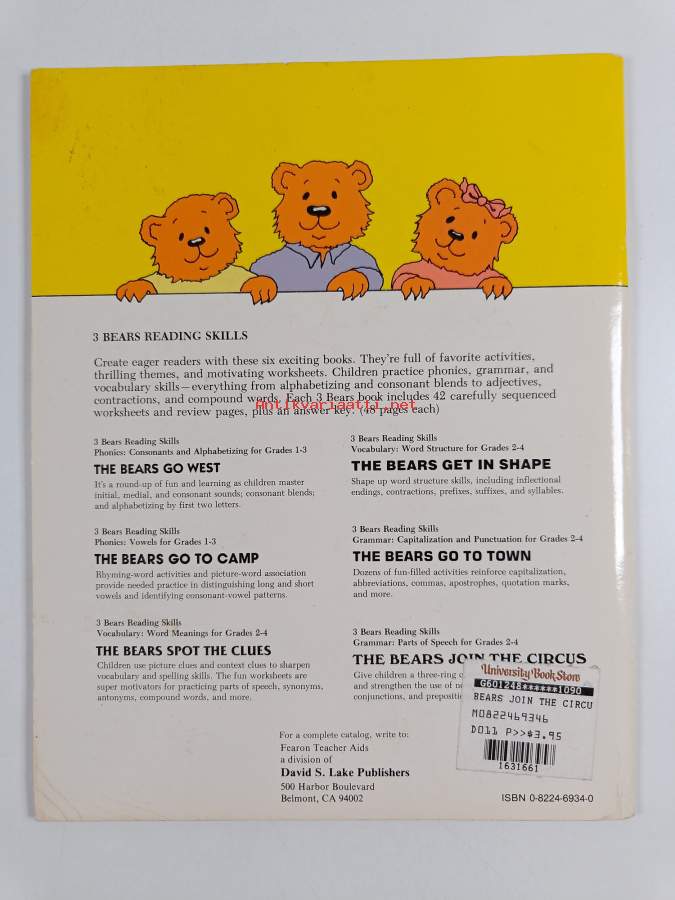 3 BEARS READING SKILLS
Create eager readers with these six exciting books. They're full of favorite activities,
thrilling themes, and motivating worksheets. Children practice phonics, grammar, and
vocabulary skills—everything from alphabetizing and consonant blends to adjectives,
contractions, and compound words. Each 3 Bears book includes 42 carefully sequenced
Antikvariaatti.net
worksheets and review pages, plus an answer key. (48 pages each)
3 Bears Reading Skills
Phonics: Consonants and Alphabetizing for Grades 1-3
THE BEARS GO WEST
It's a round-up of fun and learning as children master
initial, medial, and consonant sounds; consonant blends;
and alphabetizing by first two letters.
3 Bears Reading Skills
Phonics: Vowels for Grades 1-3
THE BEARS GO TO CAMP
Rhyming-word activities and picture-word association
provide needed practice in distinguishing long and short
vowels and identifying consonant-vowel patterns.
3 Bears Reading Skills
Vocabulary: Word Meanings for Grades 2-4
THE BEARS SPOT THE CLUES
Children use picture clues and context clues to sharpen
vocabulary and spelling skills. The fun worksheets are
super motivators for practicing parts of speech, synonyms,
antonyms, compound words, and more.
3 Bears Reading Skills
Vocabulary: Word Structure for Grades 2-4
THE BEARS GET IN SHAPE
Shape up word structure skills, including inflectional
endings, contractions, prefixes, suffixes, and syllables.
3 Bears Reading Skills
Grammar: Capitalization and Punctuation for Grades 2-4
THE BEARS GO TO TOWN
Dozens of fun-filled activities reinforce capitalization,
abbreviations, commas, apostrophes, quotation marks,
and more.
3 Bears Reading Skills
Grammar: Parts of Speech for Grades 2-4
THE BEARS JOIN THE CIRCUS
Give children a three-ring
and strengthen the use of
conjunctions, and
University Book Store
G601248******1090
BEARS JOIN THE CIRCU
M0822469346
D011 P>>$3.95
1631661
For a complete catalog, write to:
Fearon Teacher Aids
a division of
David S. Lake Publishers
500 Harbor Boulevard
Belmont, CA 94002
ISBN 0-8224-6934-0